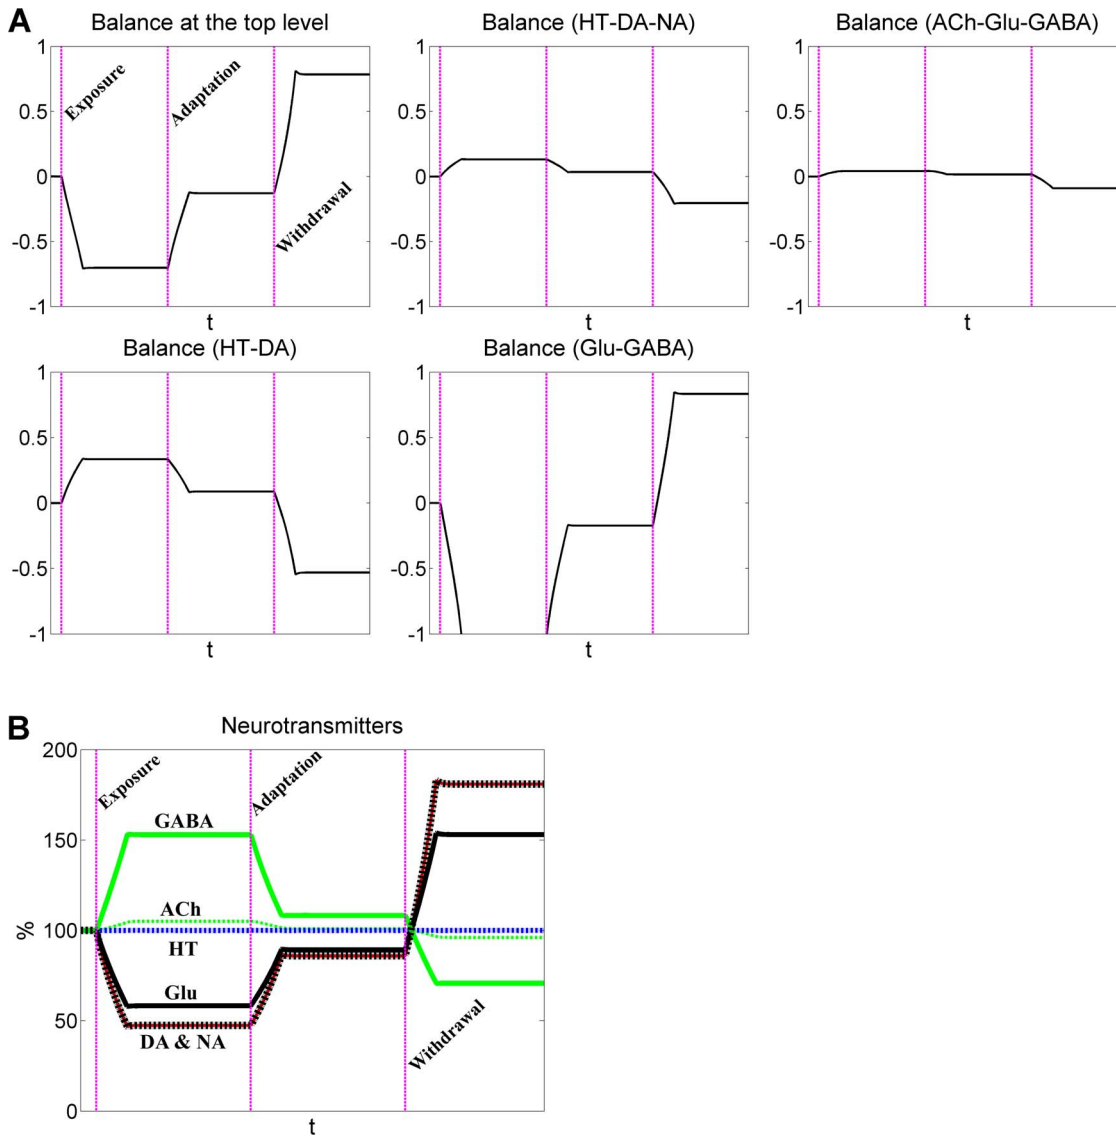 A
Balance at the top level
1
0.5
0
-0.5
-1
Exposure
Adaptation
Withdrawal
t
Balance (HT-DA-NA)
1
0.5
0
-0.5
-1
t
Balance (ACh-Glu-GABA)
1
0.5
0
-0.5
-1
t
Balance (HT-DA)
1
0.5
0
-0.5
-1
t
Balance (Glu-GABA)
1
0.5
0
-0.5
-1
t
B
Neurotransmitters
200
150
100
50
0
%
Exposure
Adaptation
GABA
ACh
HT
Glu
DA & NA
Withdrawal
t